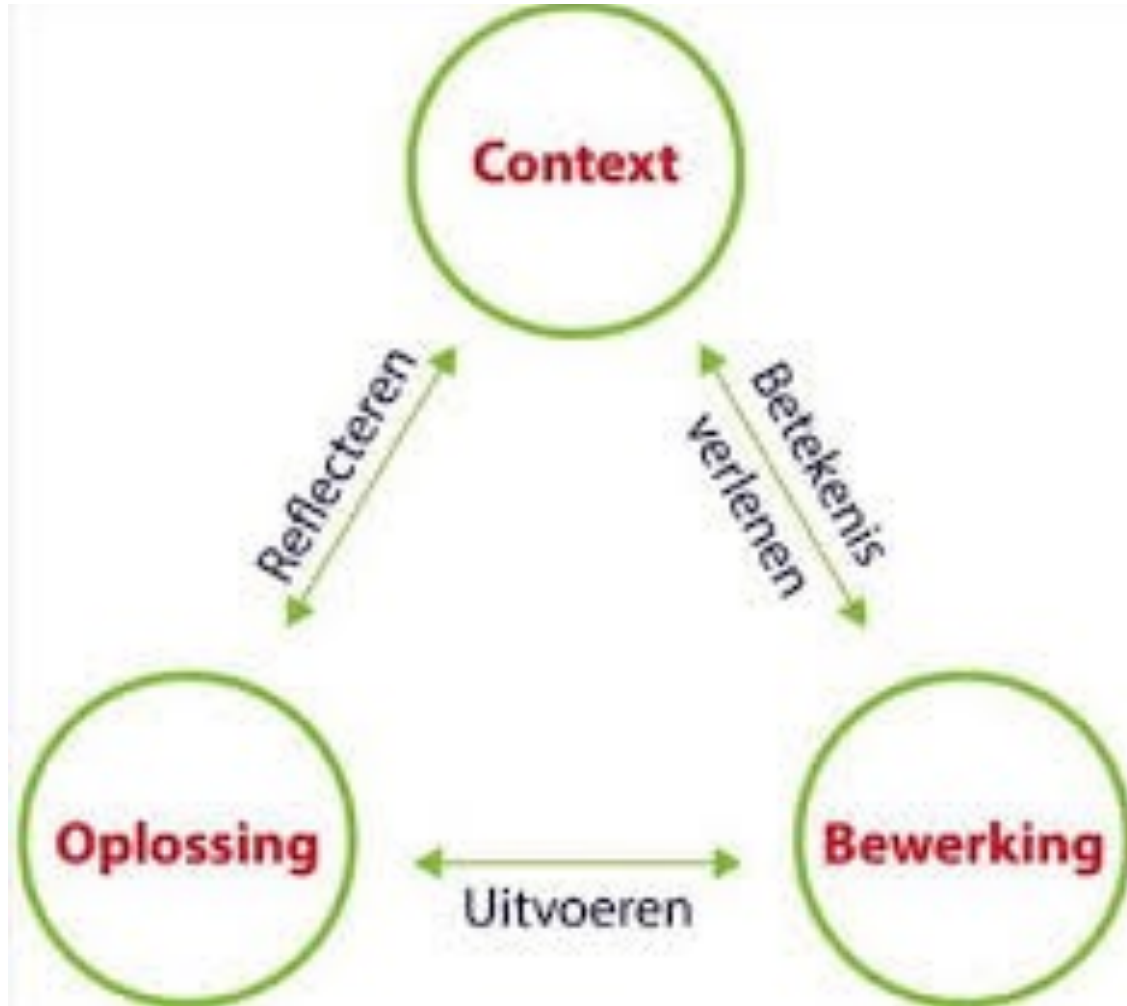 Context
Reflecteren
Betekenis
verlenen
Oplossing
Bewerking
Uitvoeren